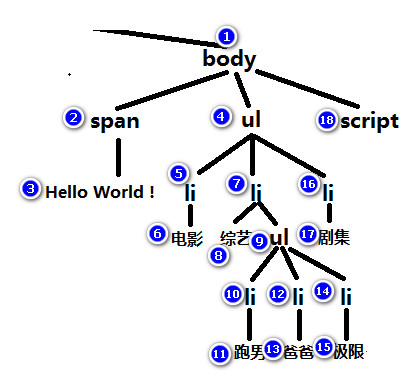 1
body
2 span 4 ul 18 script
3 Hello World ! 5 li 7 li 16 li
6 电影 8 综艺 9 ul 17 剧集
10 li 12 li 14 li
11 跑男 13 爸爸 15 极限